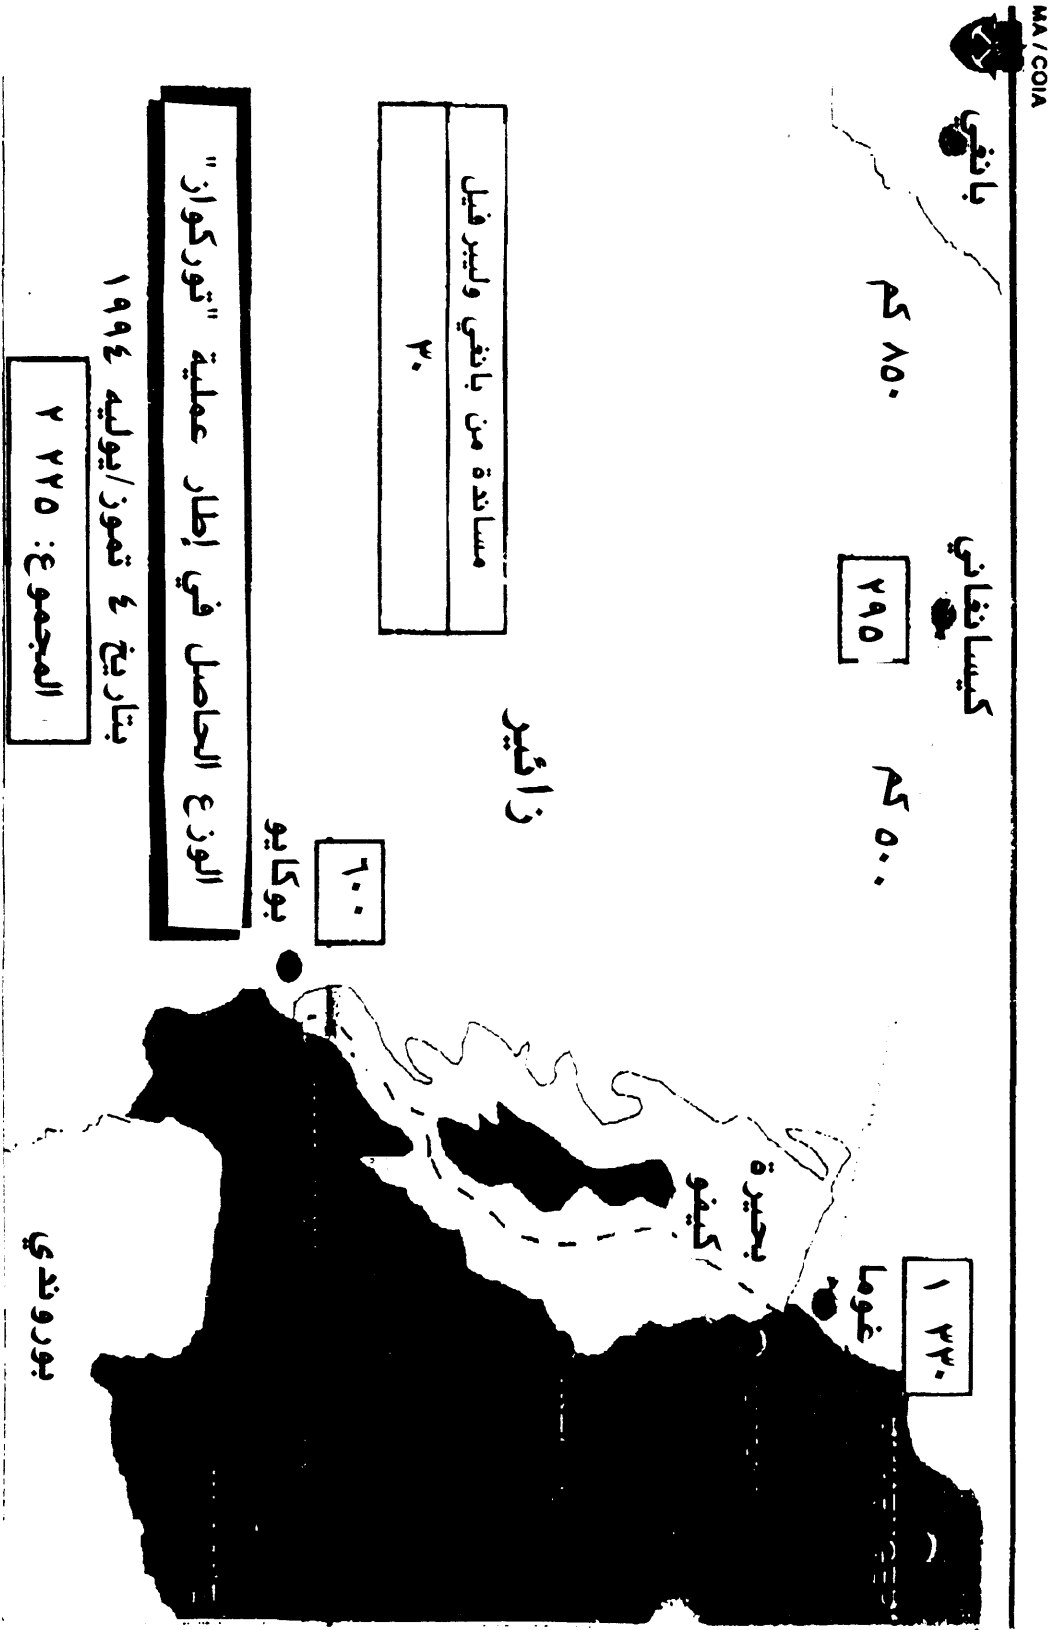 MA / COIA
بانغي
٨٥٠ كم
كيسانغاني
٢٩٥
٥٠٠ كم
غوما
١ ٣٣٠
بحيرة
كيفو
زائير
مساندة من بانغي وليبرفيل
٣٠
بوكايو
٦٠٠
الوزع الحاصل في إطار عملية "توركواز"
بتاريخ ٤ تموز/يوليه ١٩٩٤
المجموع: ٢٢٥ ٢
بوروندي